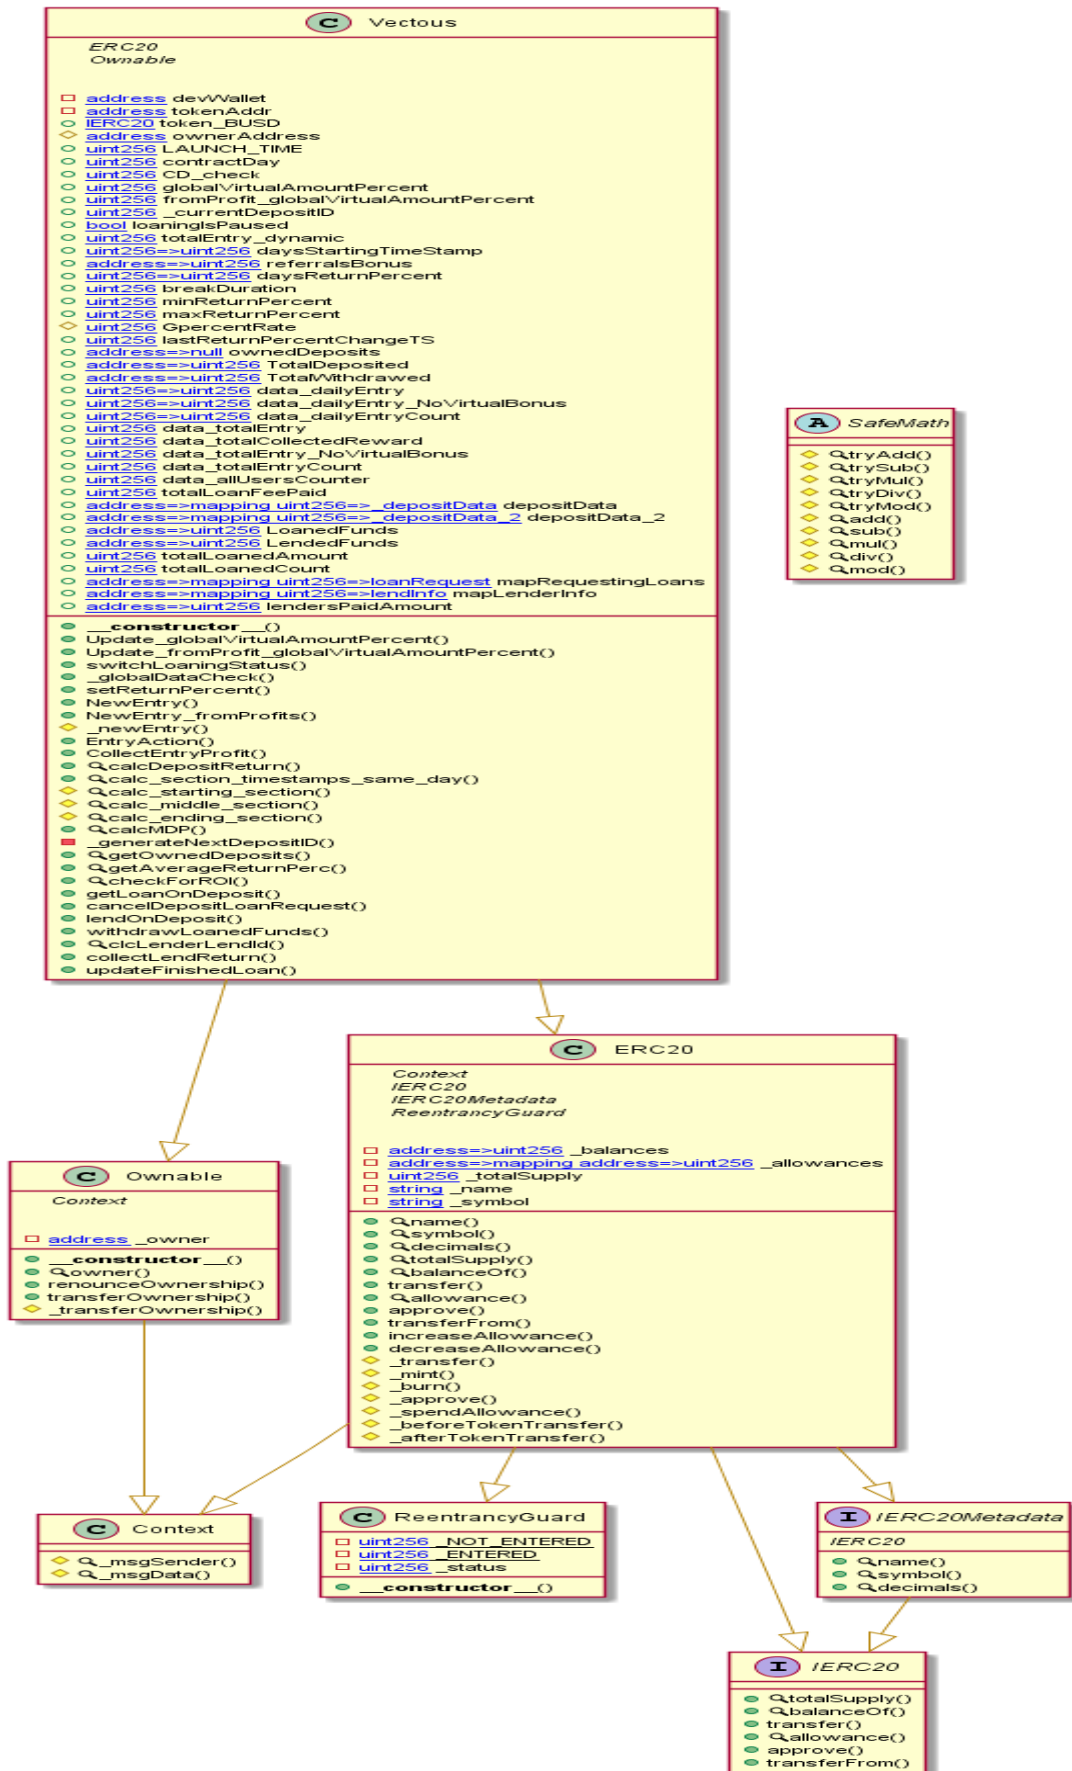 C Vectous
ERC20
Ownable
address devWallet
address tokenAddr
IERC20 token_BUSD
address ownerAddress
uint256 LAUNCH_TIME
uint256 contractDay
uint256 CD_check
uint256 globalVirtualAmountPercent
uint256 fromProfit_globalVirtualAmountPercent
uint256 _currentDepositID
bool loaningIsPaused
uint256 totalEntry_dynamic
uint256=>uint256 daysStartingTimeStamp
address=>uint256 referralsBonus
uint256=>uint256 daysReturnPercent
uint256 breakDuration
uint256 minReturnPercent
uint256 maxReturnPercent
uint256 GpercentRate
uint256 lastReturnPercentChangeTS
address=>null ownedDeposits
address=>uint256 TotalDeposited
address=>uint256 TotalWithdrawed
uint256=>uint256 data_dailyEntry
uint256=>uint256 data_dailyEntry_NoVirtualBonus
uint256=>uint256 data_dailyEntryCount
uint256 data_totalEntry
uint256 data_totalCollectedReward
uint256 data_totalEntry_NoVirtualBonus
uint256 data_totalEntryCount
uint256 data_allUsersCounter
uint256 totalLoanFeePaid
address=>mapping uint256=>_depositData depositData
address=>mapping uint256=>_depositData_2 depositData_2
address=>uint256 LoanedFunds
address=>uint256 LendedFunds
uint256 totalLoanedAmount
uint256 totalLoanedCount
address=>mapping uint256=>loanRequest mapRequestingLoans
address=>mapping uint256=>lendInfo mapLenderInfo
address=>uint256 lendersPaidAmount
__constructor__()
Update_globalVirtualAmountPercent()
Update_fromProfit_globalVirtualAmountPercent()
switchLoaningStatus()
_globalDataCheck()
setReturnPercent()
NewEntry()
NewEntry_fromProfits()
_newEntry()
EntryAction()
CollectEntryProfit()
calcDepositReturn()
calc_section_timestamps_same_day()
calc_starting_section()
calc_middle_section()
calc_ending_section()
calcMDP()
_generateNextDepositID()
getOwnedDeposits()
getAverageReturnPerc()
checkForROI()
getLoanOnDeposit()
cancelDepositLoanRequest()
lendOnDeposit()
withdrawLoanedFunds()
clcLenderLendId()
collectLendReturn()
updateFinishedLoan()
A SafeMath
tryAdd()
trySub()
tryMul()
tryDiv()
tryMod()
add()
sub()
mul()
div()
mod()
C ERC20
Context
IERC20
IERC20Metadata
ReentrancyGuard
address=>uint256 _balances
address=>mapping address=>uint256 _allowances
uint256 _totalSupply
string _name
string _symbol
name()
symbol()
decimals()
totalSupply()
balanceOf()
transfer()
allowance()
approve()
transferFrom()
increaseAllowance()
decreaseAllowance()
_transfer()
_mint()
_burn()
_approve()
_spendAllowance()
_beforeTokenTransfer()
_afterTokenTransfer()
C Ownable
Context
address _owner
__constructor__()
owner()
renounceOwnership()
transferOwnership()
_transferOwnership()
C Context
_msgSender()
_msgData()
C ReentrancyGuard
uint256 _NOT_ENTERED
uint256 _ENTERED
uint256 _status
__constructor__()
I IERC20Metadata
IERC20
name()
symbol()
decimals()
I IERC20
totalSupply()
balanceOf()
transfer()
allowance()
approve()
transferFrom()